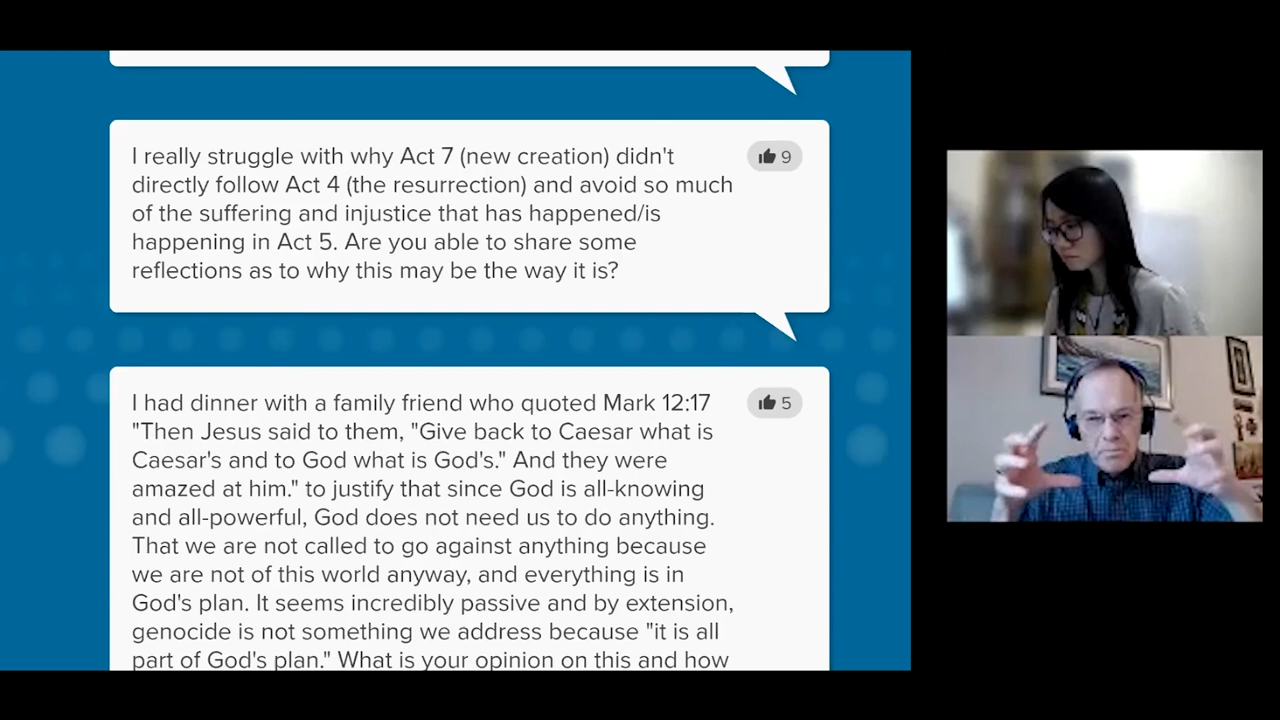 I really struggle with why Act 7 (new creation) didn't
directly follow Act 4 (the resurrection) and avoid so much
of the suffering and injustice that has happened/is
happening in Act 5. Are you able to share some
reflections as to why this may be the way it is?
9
I had dinner with a family friend who quoted Mark 12:17
"Then Jesus said to them, "Give back to Caesar what is
Caesar's and to God what is God's." And they were
amazed at him." to justify that since God is all-knowing
and all-powerful, God does not need us to do anything.
That we are not called to go against anything because
we are not of this world anyway, and everything is in
God's plan. It seems incredibly passive and by extension,
genocide is not something we address because "it is all
part of God's plan." What is your opinion on this and how
5